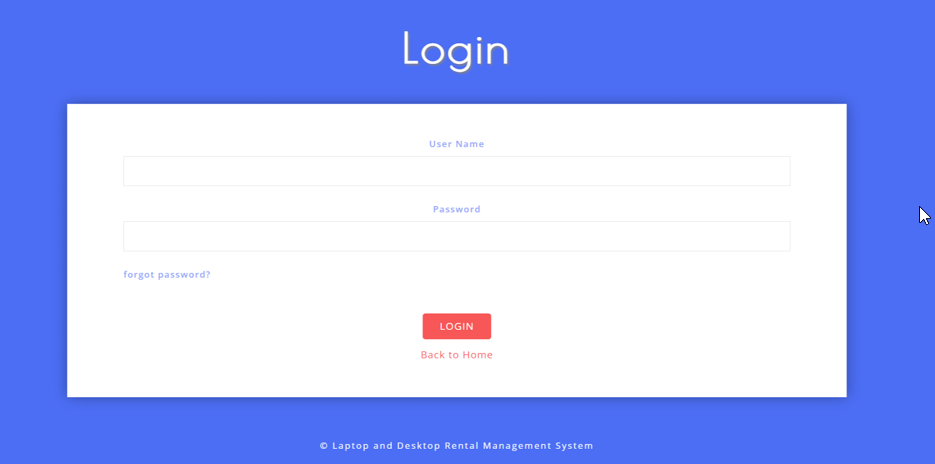 Login
User Name
Password
forgot password?
LOGIN
Back to Home
© Laptop and Desktop Rental Management System